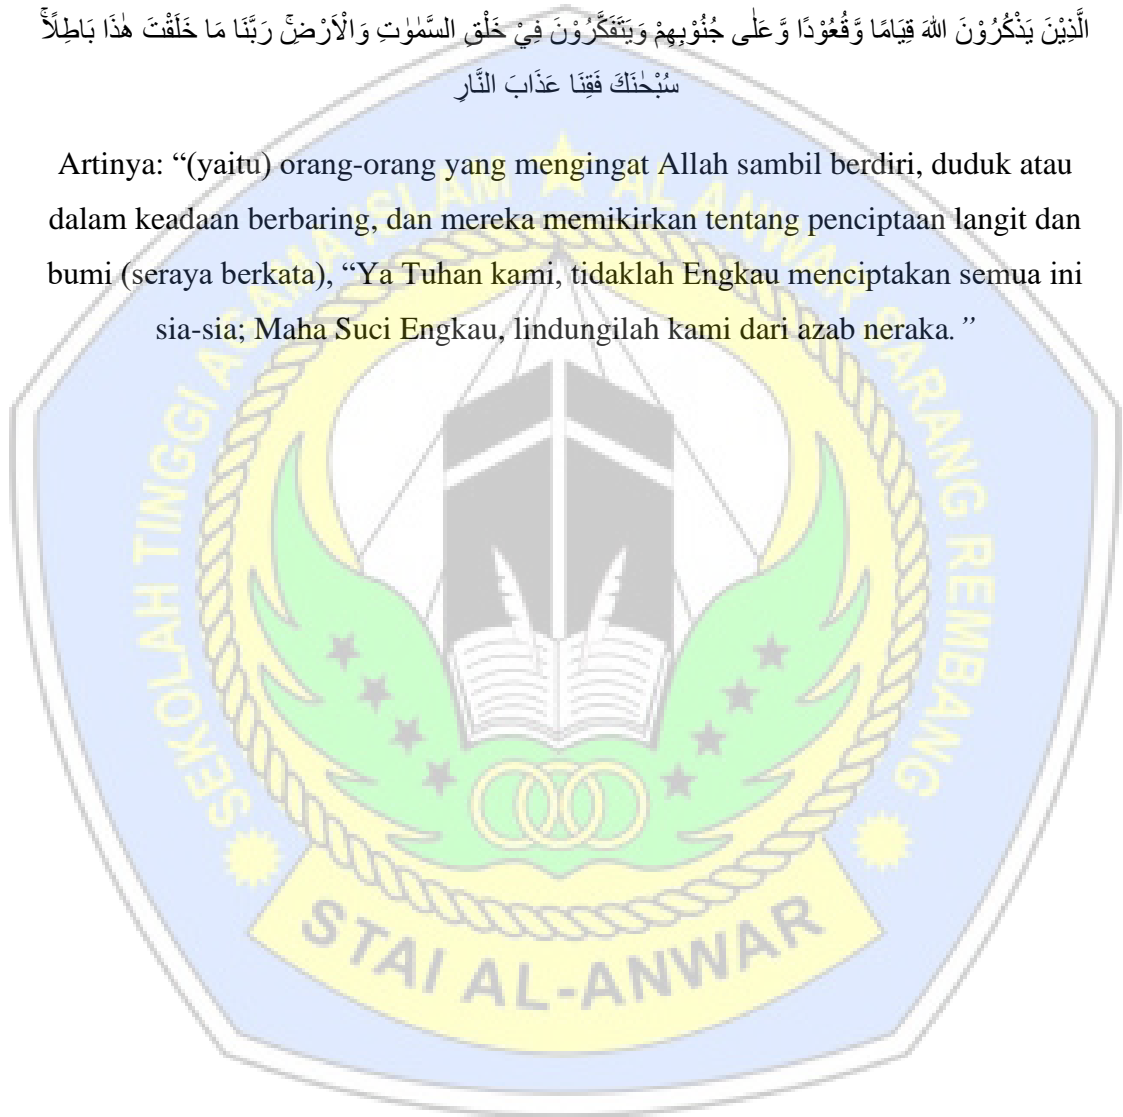 الَّذِيْنَ يَذْكُرُوْنَ اللهَ قِيَامًا وَّقُعُوْدًا وَّ عَلٰى جُنُوْبِهِمْ وَيَتَفَكَّرُوْنَ فِيْ خَلْقِ السَّمٰوٰتِ وَالْاَرْضِۚ رَبَّنَا مَا خَلَقْتَ هٰذَا بَاطِلًاۚ
سُبْحٰنَكَ فَقِنَا عَذَابَ النَّارِ
Artinya: “(yaitu) orang-orang yang mengingat Allah sambil berdiri, duduk atau
dalam keadaan berbaring, dan mereka memikirkan tentang penciptaan langit dan
bumi (seraya berkata), “Ya Tuhan kami, tidaklah Engkau menciptakan semua ini
sia-sia; Maha Suci Engkau, lindungilah kami dari azab neraka.”
SEKOLAH TINGGI AGAMA ISLAM ★ AL ANWAR SARANG REMBANG
STAI AL-ANWAR